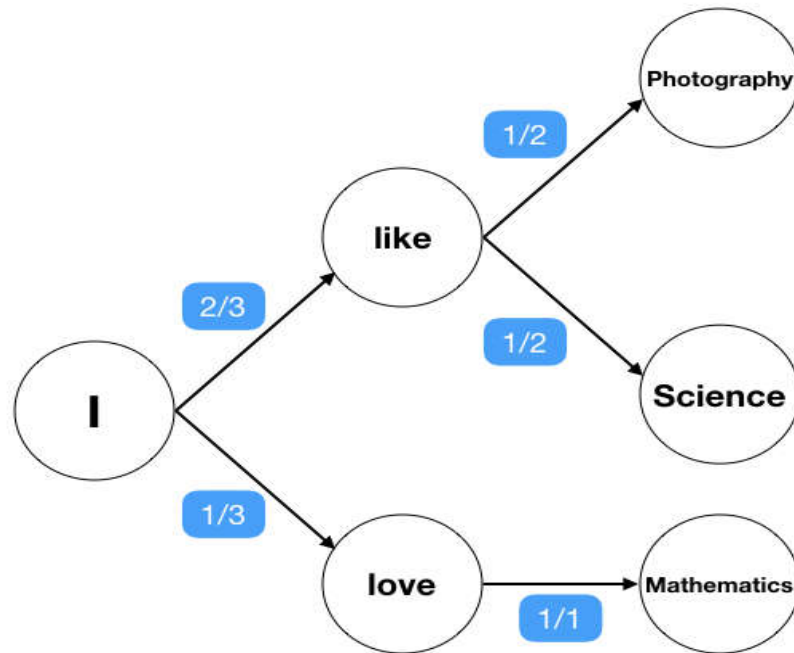 Photography
1/2
like
2/3
1/2
Science
I
1/3
love
1/1
Mathematics